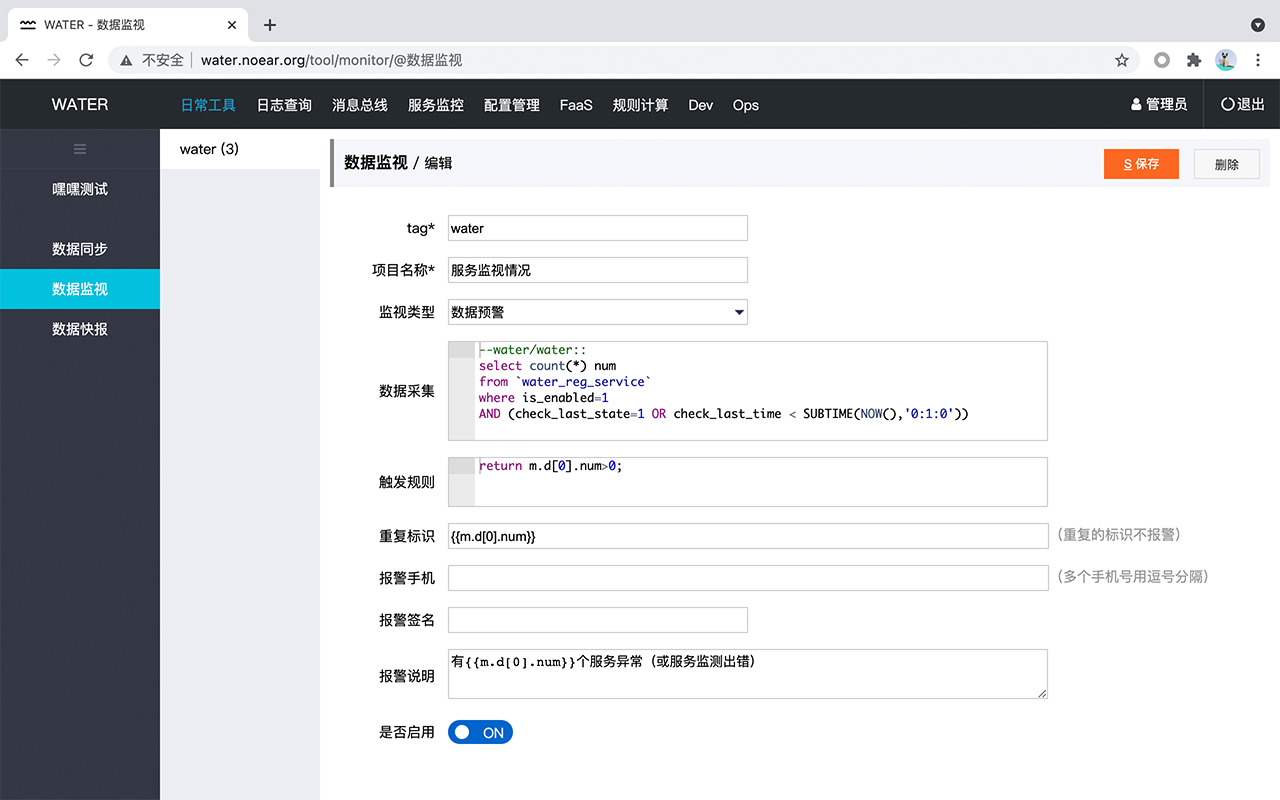 WATER - 数据监视
不安全 water.noear.org/tool/monitor/@数据监视
WATER 日常工具 日志查询 消息总线 服务监控 配置管理 FaaS 规则计算 Dev Ops 管理员 退出
嘿嘿测试
数据同步
数据监视
数据快报
water (3)
数据监视 / 编辑 S 保存 删除
tag* water
项目名称* 服务监视情况
监视类型 数据预警
数据采集
--water/water::
select count(*) num
from `water_reg_service`
where is_enabled=1
AND (check_last_state=1 OR check_last_time < SUBTIME(NOW(),'0:1:0'))
触发规则
return m.d[0].num>0;
重复标识 {{m.d[0].num}} (重复的标识不报警)
报警手机 (多个手机号用逗号分隔)
报警签名
报警说明 有{{m.d[0].num}}个服务异常（或服务监测出错）
是否启用 ON